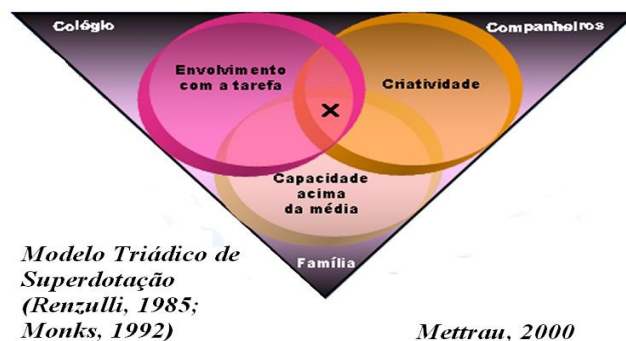 Colégio
Companheiros
Envolvimento
com a tarefa
Criatividade
X
Capacidade
acima
da média
Família
Modelo Triádico de
Superdotação
(Renzulli, 1985;
Monks, 1992)
Mettrau, 2000